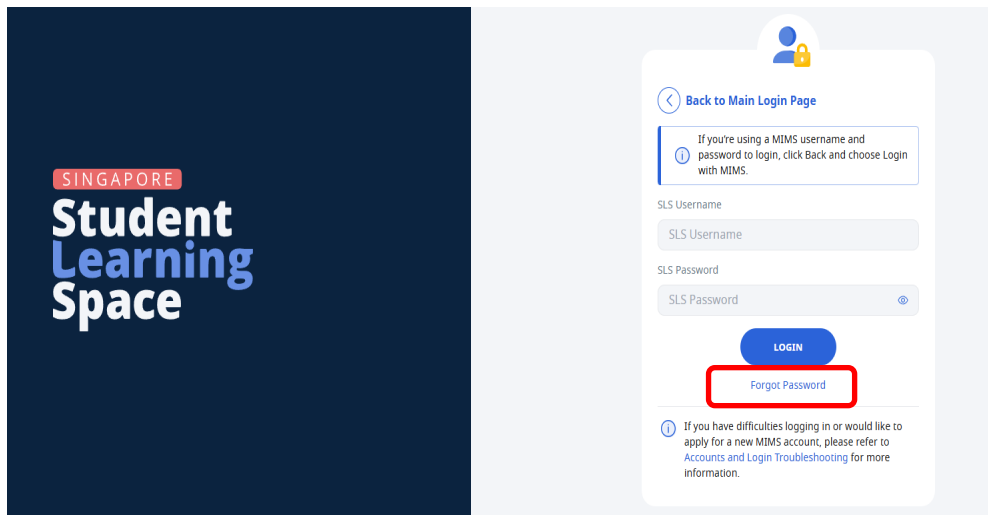 SINGAPORE
Student
Learning
Space
Back to Main Login Page
If you're using a MIMS username and
password to login, click Back and choose Login
with MIMS.
SLS Username
SLS Username
SLS Password
SLS Password
LOGIN
Forgot Password
If you have difficulties logging in or would like to
apply for a new MIMS account, please refer to
Accounts and Login Troubleshooting for more
information.